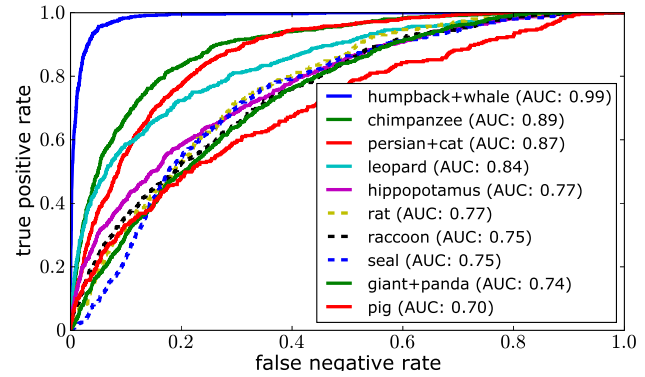 1.0
0.8
0.6
0.4
0.2
0
0
0.2
0.4
0.6
0.8
1.0
true positive rate
false negative rate
humpback+whale (AUC: 0.99)
chimpanzee (AUC: 0.89)
persian+cat (AUC: 0.87)
leopard (AUC: 0.84)
hippopotamus (AUC: 0.77)
rat (AUC: 0.77)
raccoon (AUC: 0.75)
seal (AUC: 0.75)
giant+panda (AUC: 0.74)
pig (AUC: 0.70)